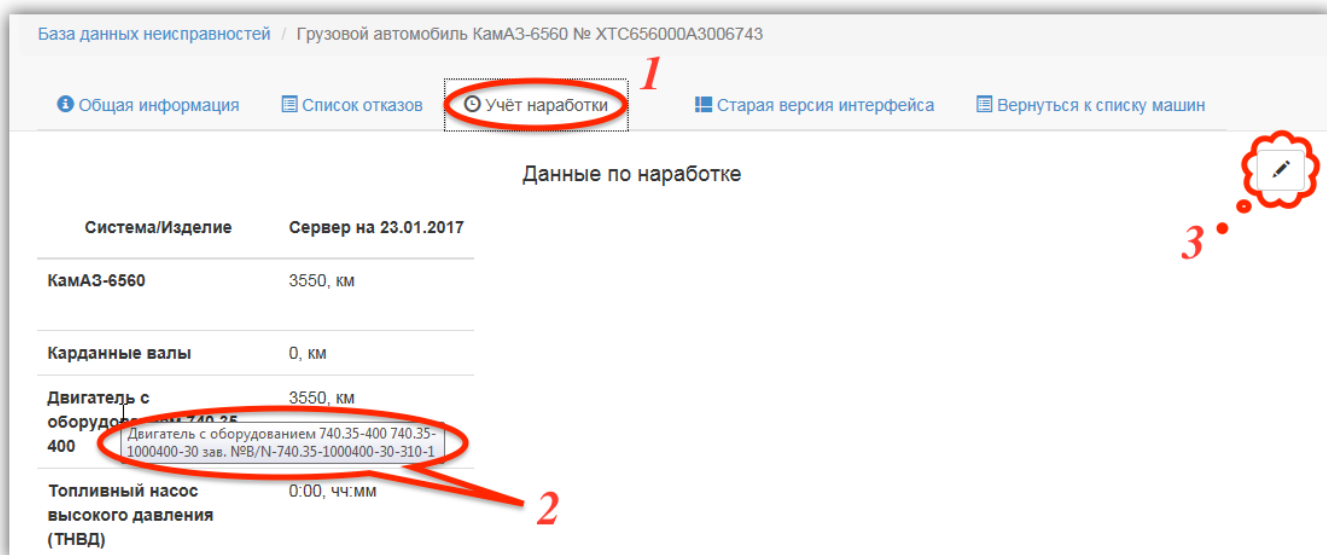 База данных неисправностей / Грузовой автомобиль КамАЗ-6560 № XTC656000A3006743
1
Общая информация Список отказов Учёт наработки Старая версия интерфейса Вернуться к списку машин
Данные по наработке
3
Система/Изделие Сервер на 23.01.2017
КамАЗ-6560 3550, км
Карданные валы 0, км
Двигатель с 3550, км
оборудованием 740.35-
400
Двигатель с оборудованием 740.35-400 740.35-
1000400-30 зав. №B/N-740.35-1000400-30-310-1
Топливный насос 0:00, чч:мм
высокого давления
(ТНВД)
2